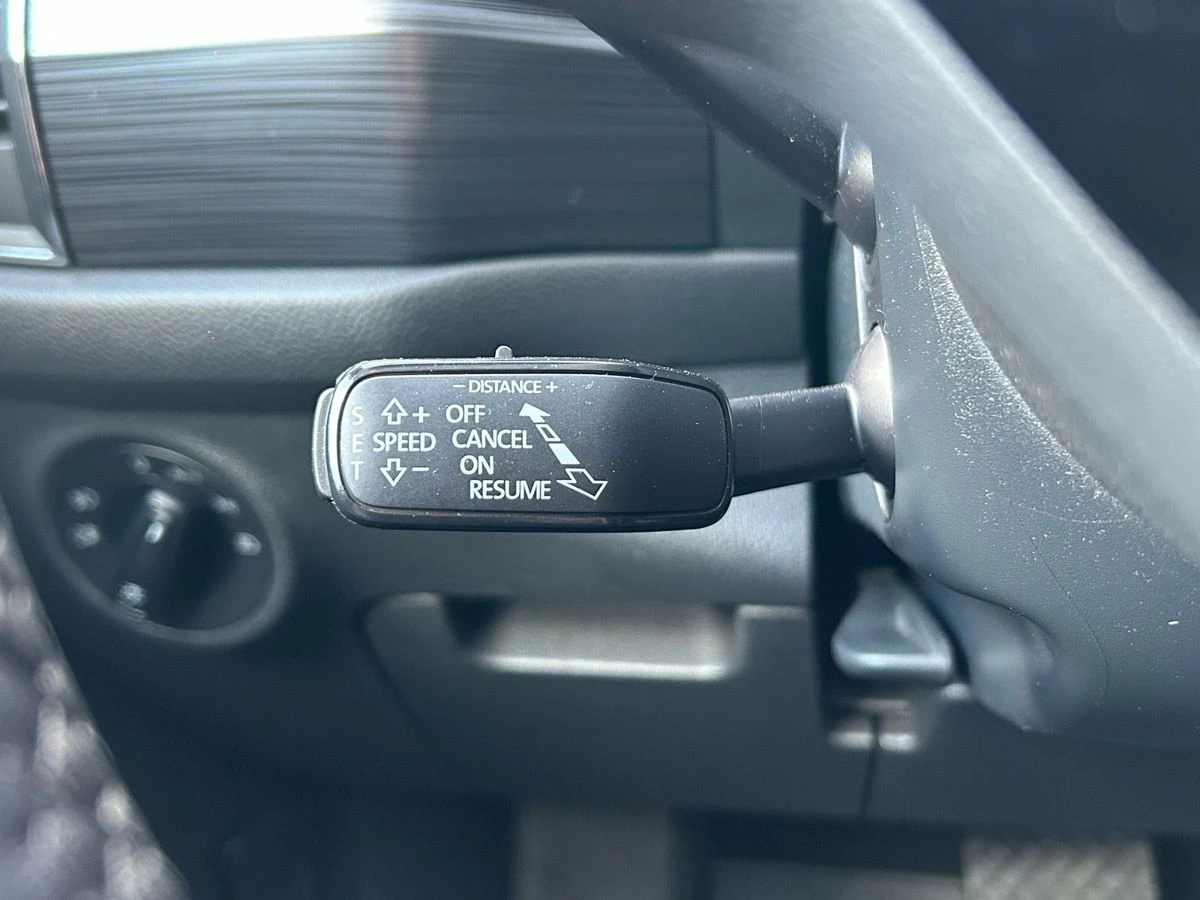 – DISTANCE +
S + OFF
E SPEED CANCEL
T – ON
RESUME